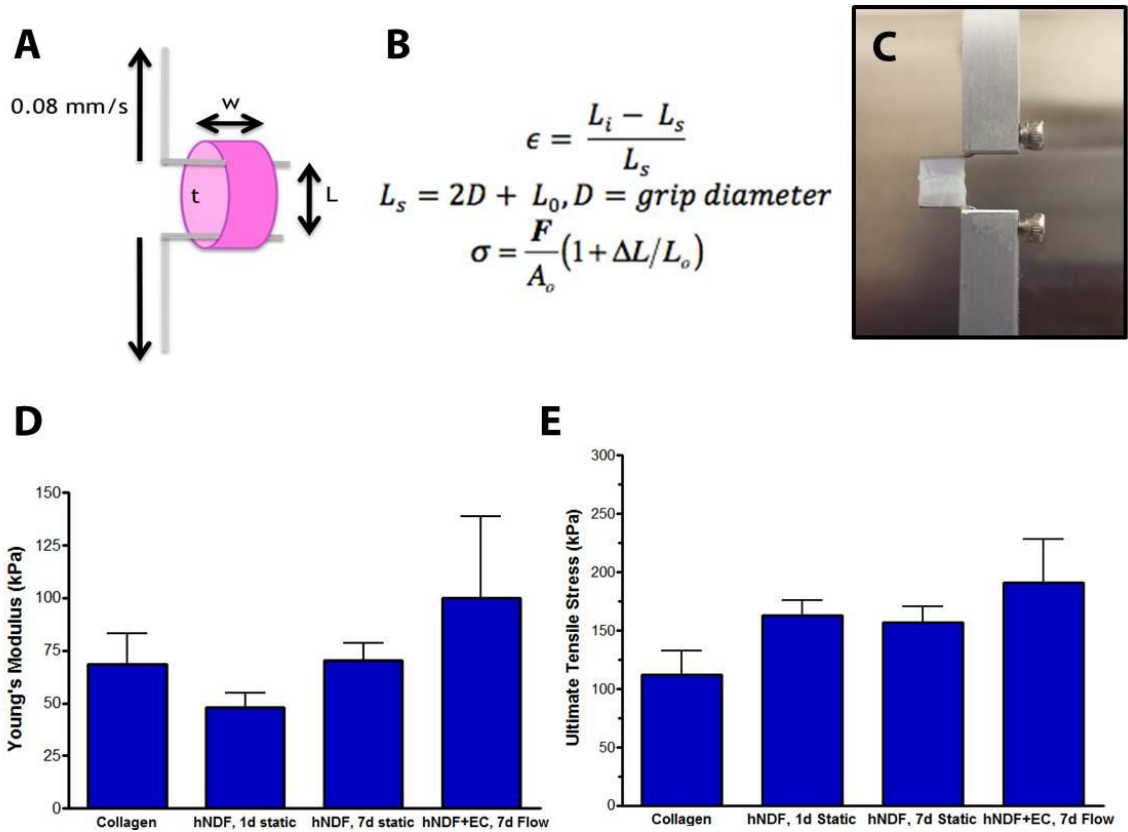 A
0.08 mm/s
w
t
L
B
ϵ = (L_i − L_s) / L_s
L_s = 2D + L_0, D = grip diameter
σ = F/A_o (1 + ΔL/L_o)
C
D
Young's Modulus (kPa)
150
125
100
75
50
25
0
Collagen
hNDF, 1d static
hNDF, 7d static
hNDF+EC, 7d Flow
E
Ultimate Tensile Stress (kPa)
300
250
200
150
100
50
0
Collagen
hNDF, 1d Static
hNDF, 7d Static
hNDF+EC, 7d Flow